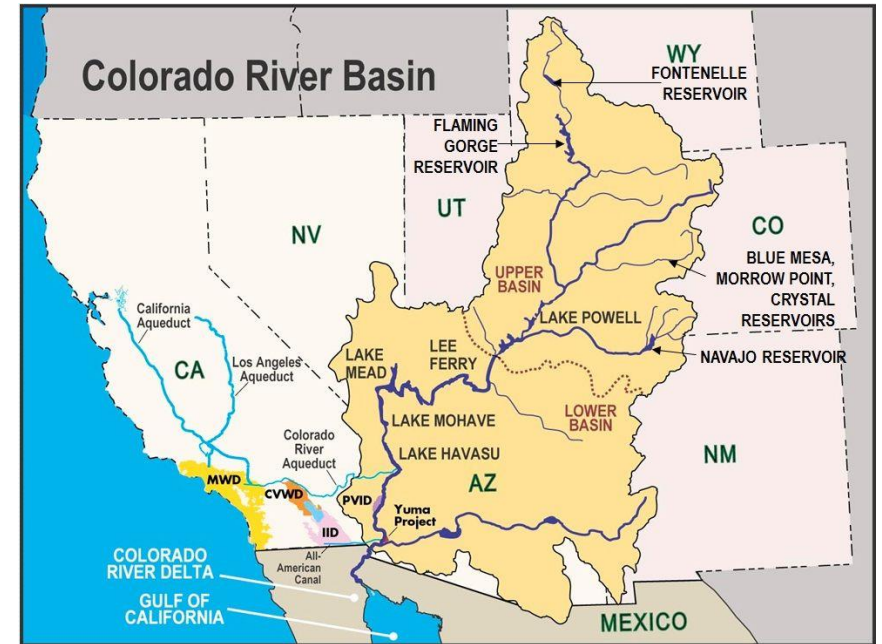 Colorado River Basin
WY
FONTENELLE
RESERVOIR
FLAMING
GORGE
RESERVOIR
UT
NV
CO
BLUE MESA,
MORROW POINT,
CRYSTAL
RESERVOIRS
UPPER
BASIN
California
Aqueduct
LAKE POWELL
LEE
FERRY
LAKE
MEAD
NAVAJO RESERVOIR
Los Angeles
Aqueduct
CA
LOWER
BASIN
LAKE MOHAVE
Colorado
River
Aqueduct
LAKE HAVASU
NM
AZ
MWD
CVWD
PVID
Yuma
Project
IID
All-
American
Canal
COLORADO
RIVER DELTA
GULF OF
CALIFORNIA
MEXICO